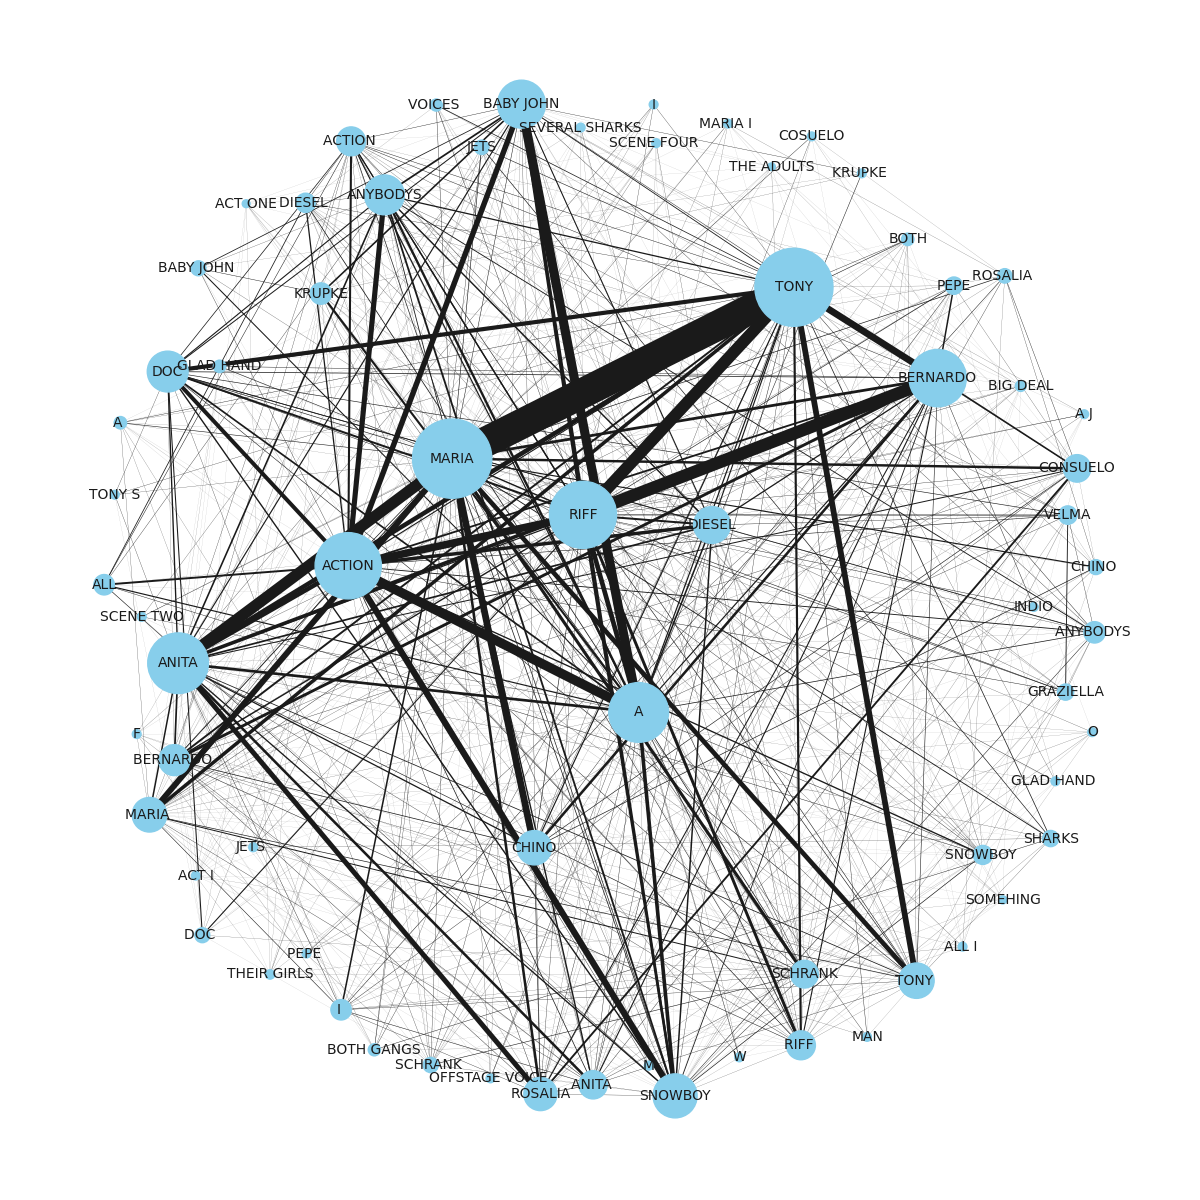 VOICES
BABY JOHN
I
SEVERAL SHARKS
MARIA I
COSUELO
ACTION
JETS
SCENE FOUR
THE ADULTS
KRUPKE
ANYBODYS
ACT ONE
DIESEL
BOTH
BABY JOHN
ROSALIA
KRUPKE
TONY
PEPE
GLAD HAND
DOC
BERNARDO
BIG DEAL
A J
A
MARIA
CONSUELO
TONY S
RIFF
VELMA
DIESEL
ACTION
CHINO
ALL
INDIO
SCENE TWO
ANYBODYS
ANITA
GRAZIELLA
A
F
O
BERNARDO
GLAD HAND
MARIA
SHARKS
JETS
CHINO
SNOWBOY
ACT I
SOMEHING
DOC
ALL I
PEPE
THEIR GIRLS
SCHRANK
TONY
I
MAN
BOTH GANGS
RIFF
W
SCHRANK
M
OFFSTAGE VOICE
ANITA
ROSALIA
SNOWBOY